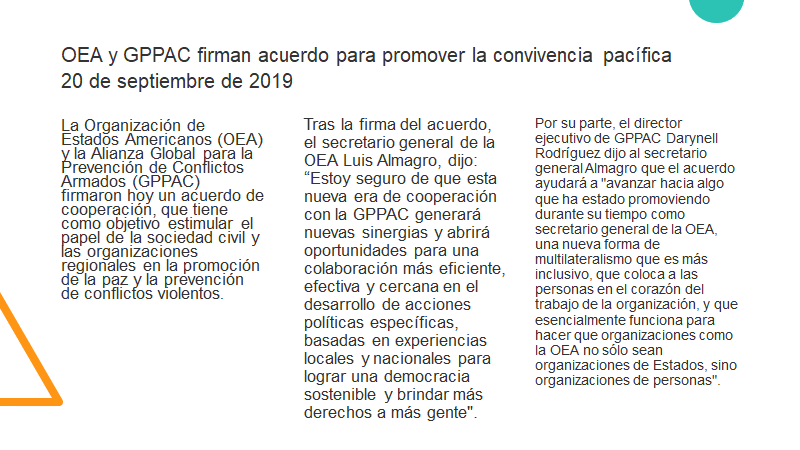 OEA y GPPAC firman acuerdo para promover la convivencia pacífica
20 de septiembre de 2019
La Organización de
Estados Americanos (OEA)
y la Alianza Global para la
Prevención de Conflictos
Armados (GPPAC)
firmaron hoy un acuerdo de
cooperación, que tiene
como objetivo estimular el
papel de la sociedad civil y
las organizaciones
regionales en la promoción
de la paz y la prevención
de conflictos violentos.
Tras la firma del acuerdo,
el secretario general de la
OEA Luis Almagro, dijo:
“Estoy seguro de que esta
nueva era de cooperación
con la GPPAC generará
nuevas sinergias y abrirá
oportunidades para una
colaboración más eficiente,
efectiva y cercana en el
desarrollo de acciones
políticas específicas,
basadas en experiencias
locales y nacionales para
lograr una democracia
sostenible y brindar más
derechos a más gente".
Por su parte, el director
ejecutivo de GPPAC Darynell
Rodríguez dijo al secretario
general Almagro que el acuerdo
ayudará a "avanzar hacia algo
que ha estado promoviendo
durante su tiempo como
secretario general de la OEA,
una nueva forma de
multilateralismo que es más
inclusivo, que coloca a las
personas en el corazón del
trabajo de la organización, y que
esencialmente funciona para
hacer que organizaciones como
la OEA no sólo sean
organizaciones de Estados, sino
organizaciones de personas".